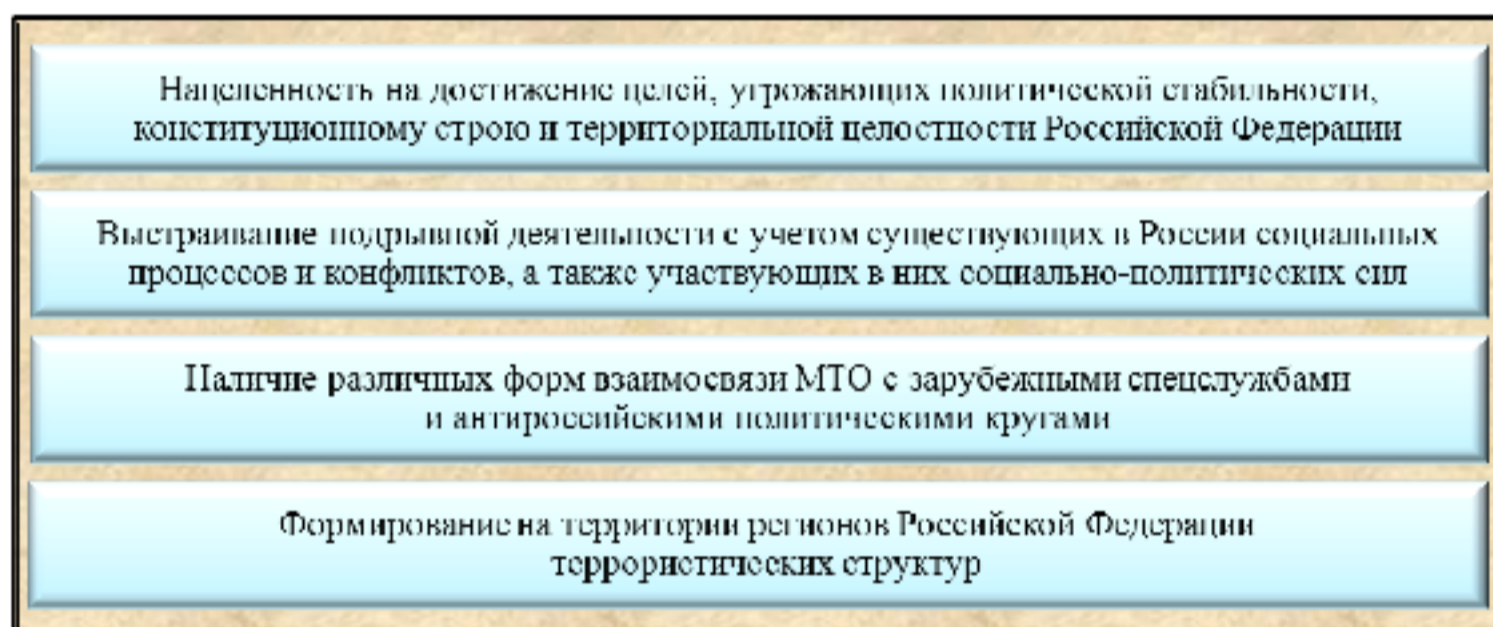 Нацеленность на достижение целей, угрожающих политической стабильности,
конституционному строю и территориальной целостности Российской Федерации
Выстраивание подрывной деятельности с учетом существующих в России социальных
процессов и конфликтов, а также участвующих в них социально-политических сил
Наличие различных форм взаимосвязи МТО с зарубежными спецслужбами
и антироссийскими политическими кругами
Формирование на территории регионов Российской Федерации
террористических структур